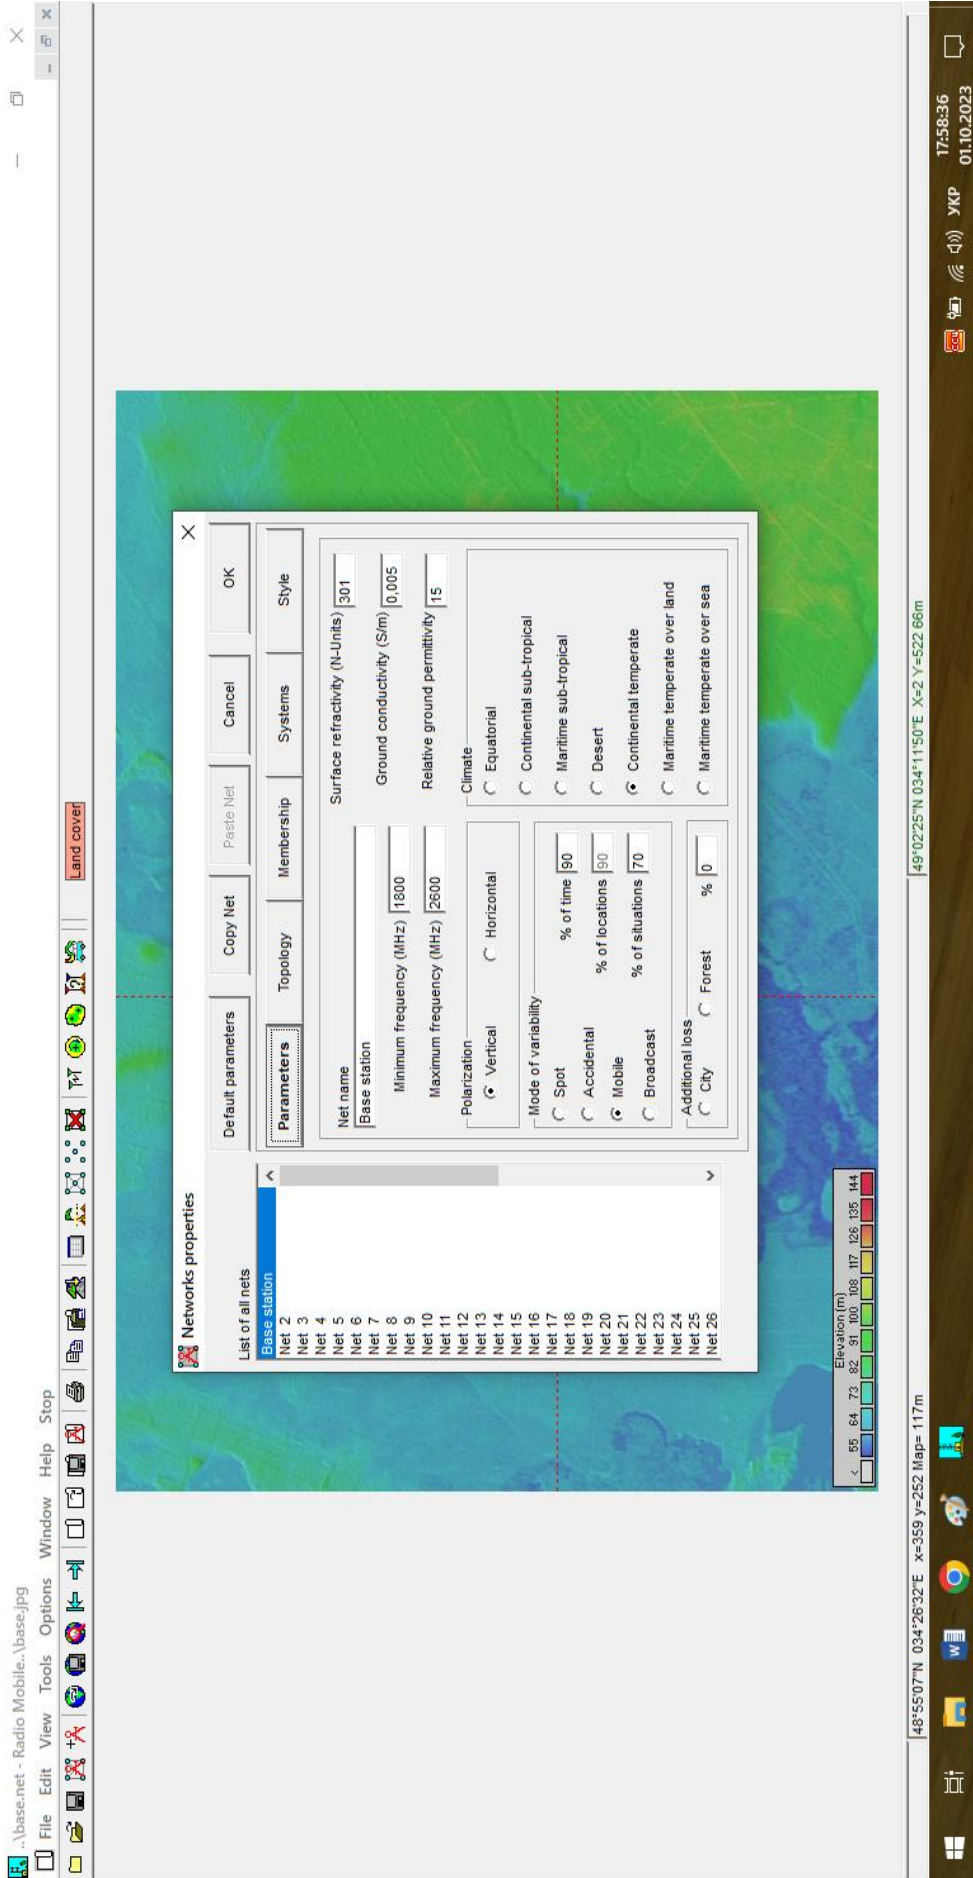 ..\base.net - Radio Mobile..\base.jpg
File Edit View Tools Options Window Help Stop
Land cover
Networks properties
List of all nets
Base station
Net 2
Net 3
Net 4
Net 5
Net 6
Net 7
Net 8
Net 9
Net 10
Net 11
Net 12
Net 13
Net 14
Net 15
Net 16
Net 17
Net 18
Net 19
Net 20
Net 21
Net 22
Net 23
Net 24
Net 25
Net 26
Default parameters Copy Net Paste Net Cancel OK
Parameters Topology Membership Systems Style
Net name
Base station
Minimum frequency (MHz) 1800
Maximum frequency (MHz) 2600
Surface refractivity (N-Units) 301
Ground conductivity (S/m) 0,005
Relative ground permittivity 15
Polarization
Vertical Horizontal
Mode of variability
Spot
Accidental
Mobile
Broadcast
% of time 90
% of locations 90
% of situations 70
Additional loss
City Forest % 0
Climate
Equatorial
Continental sub-tropical
Maritime sub-tropical
Desert
Continental temperate
Maritime temperate over land
Maritime temperate over sea
Elevation (m)
< 55 64 73 82 91 100 108 117 126 135 144
48°55'07"N 034°26'32"E x=359 y=252 Map= 117m
49°02'25"N 034°11'50"E X=2 Y=522 66m
УКР
17:58:36
01.10.2023